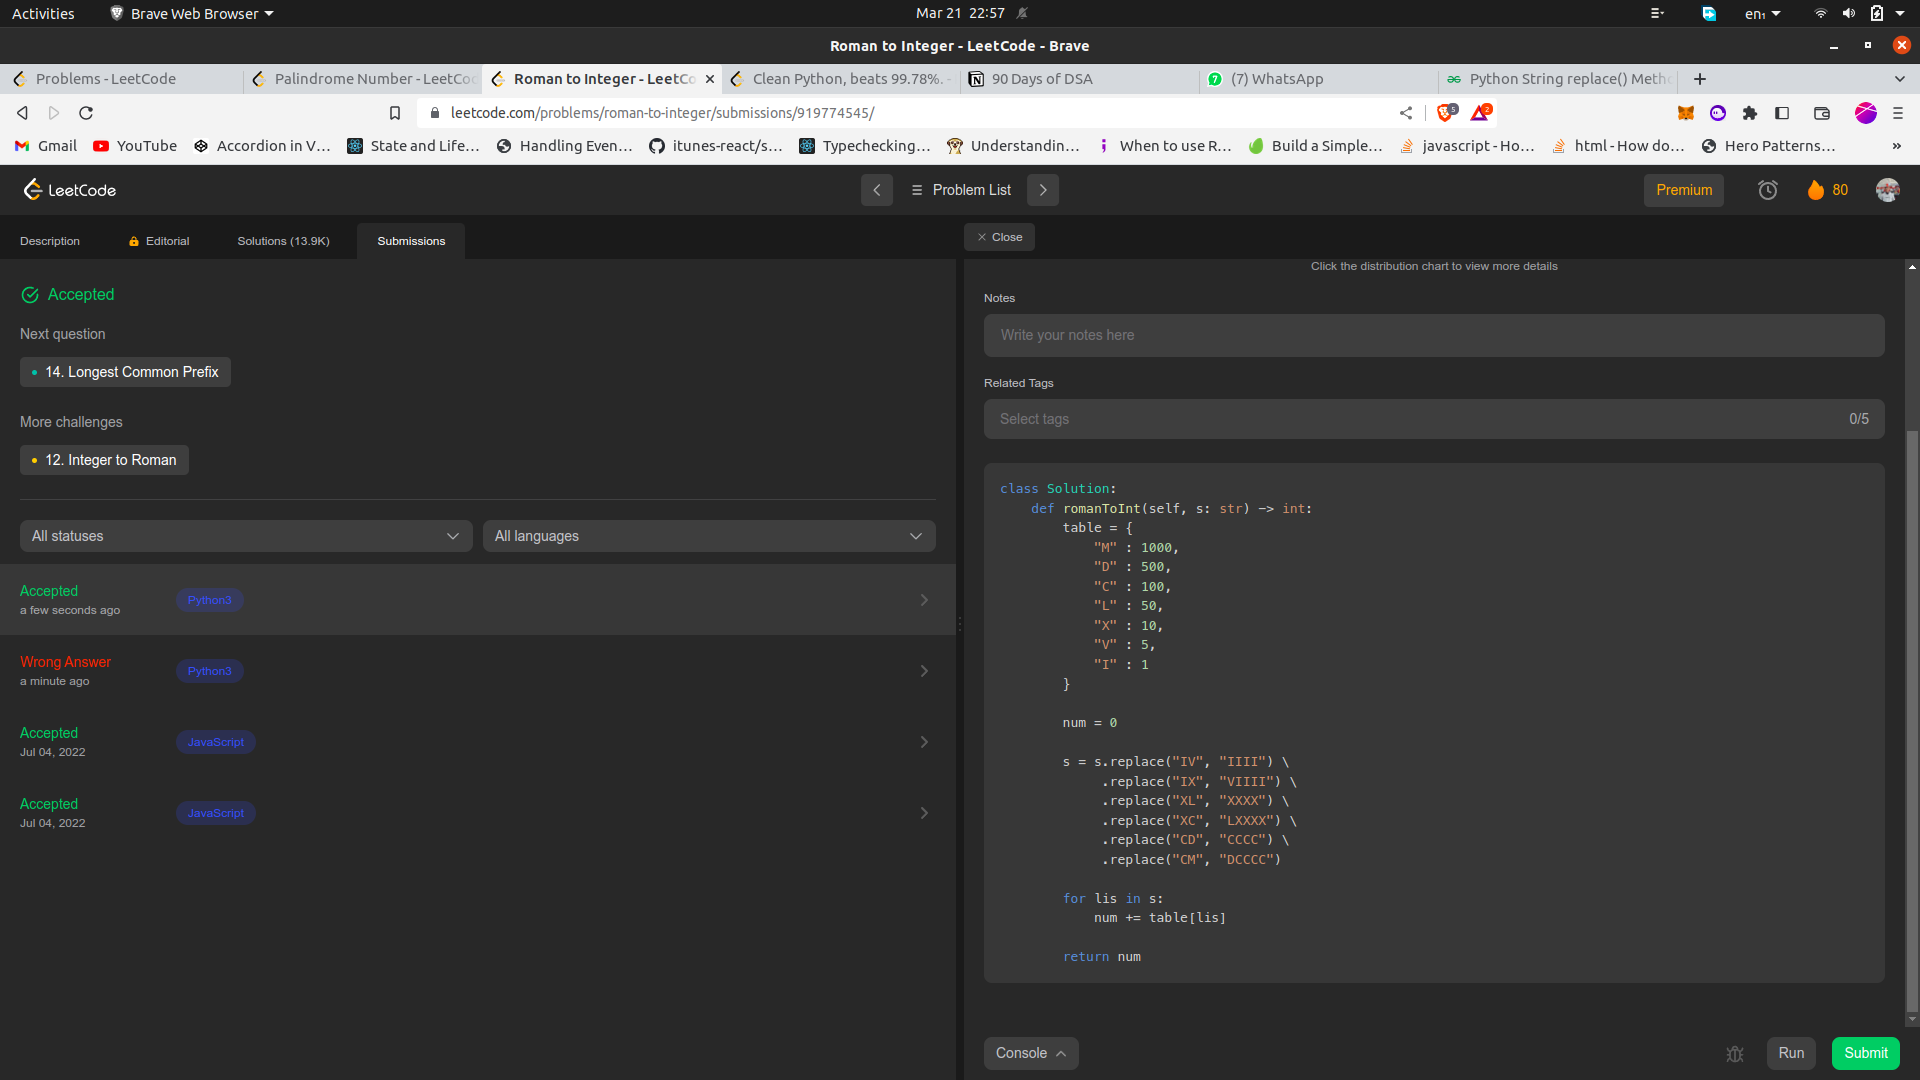 Activities
Brave Web Browser
Mar 21 22:57
en₁
Roman to Integer - LeetCode - Brave
Problems - LeetCode
Palindrome Number - LeetCo
Roman to Integer - LeetCo
Clean Python, beats 99.78%. -
90 Days of DSA
(7) WhatsApp
Python String replace() Meth
leetcode.com/problems/roman-to-integer/submissions/919774545/
5
2
Gmail
YouTube
Accordion in V...
State and Life...
Handling Even...
itunes-react/s...
Typechecking...
Understandin...
When to use R...
Build a Simple...
javascript - Ho...
html - How do...
Hero Patterns...
»
LeetCode
Problem List
Premium
80
Description
Editorial
Solutions (13.9K)
Submissions
Close
Accepted
Next question
14. Longest Common Prefix
More challenges
12. Integer to Roman
All statuses
All languages
Accepted
a few seconds ago
Python3
Wrong Answer
a minute ago
Python3
Accepted
Jul 04, 2022
JavaScript
Accepted
Jul 04, 2022
JavaScript
Click the distribution chart to view more details
Notes
Write your notes here
Related Tags
Select tags
0/5
class Solution:
    def romanToInt(self, s: str) -> int:
        table = {
            "M" : 1000,
            "D" : 500,
            "C" : 100,
            "L" : 50,
            "X" : 10,
            "V" : 5,
            "I" : 1
        }
        num = 0
        s = s.replace("IV", "IIII") \
             .replace("IX", "VIIII") \
             .replace("XL", "XXXX") \
             .replace("XC", "LXXXX") \
             .replace("CD", "CCCC") \
             .replace("CM", "DCCCC")
        for lis in s:
            num += table[lis]
        return num
Console
Run
Submit